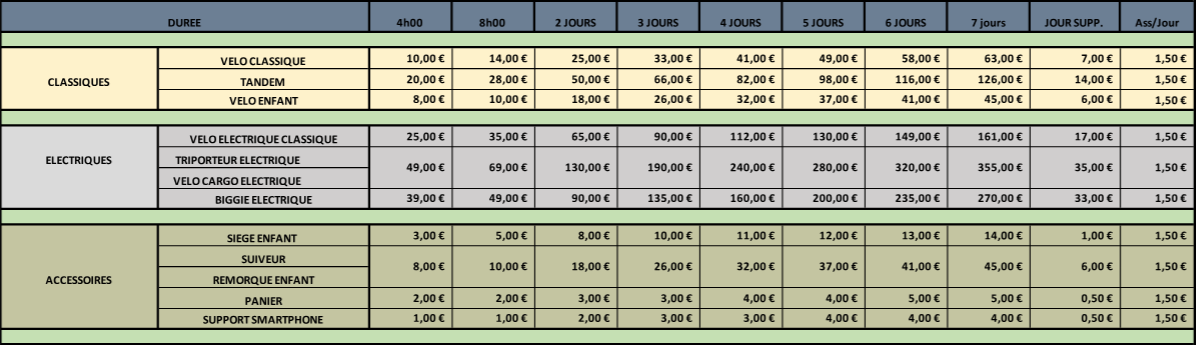 DUREE 4h00 8h00 2 JOURS 3 JOURS 4 JOURS 5 JOURS 6 JOURS 7 jours JOUR SUPP. Ass/Jour
CLASSIQUES
VELO CLASSIQUE 10,00 € 14,00 € 25,00 € 33,00 € 41,00 € 49,00 € 58,00 € 63,00 € 7,00 € 1,50 €
TANDEM 20,00 € 28,00 € 50,00 € 66,00 € 82,00 € 98,00 € 116,00 € 126,00 € 14,00 € 1,50 €
VELO ENFANT 8,00 € 10,00 € 18,00 € 26,00 € 32,00 € 37,00 € 41,00 € 45,00 € 6,00 € 1,50 €
ELECTRIQUES
VELO ELECTRIQUE CLASSIQUE 25,00 € 35,00 € 65,00 € 90,00 € 112,00 € 130,00 € 149,00 € 161,00 € 17,00 € 1,50 €
TRIPORTEUR ELECTRIQUE
49,00 € 69,00 € 130,00 € 190,00 € 240,00 € 280,00 € 320,00 € 355,00 € 35,00 € 1,50 €
VELO CARGO ELECTRIQUE
BIGGIE ELECTRIQUE 39,00 € 49,00 € 90,00 € 135,00 € 160,00 € 200,00 € 235,00 € 270,00 € 33,00 € 1,50 €
ACCESSOIRES
SIEGE ENFANT 3,00 € 5,00 € 8,00 € 10,00 € 11,00 € 12,00 € 13,00 € 14,00 € 1,00 € 1,50 €
SUIVEUR
8,00 € 10,00 € 18,00 € 26,00 € 32,00 € 37,00 € 41,00 € 45,00 € 6,00 € 1,50 €
REMORQUE ENFANT
PANIER 2,00 € 2,00 € 3,00 € 3,00 € 4,00 € 4,00 € 5,00 € 5,00 € 0,50 € 1,50 €
SUPPORT SMARTPHONE 1,00 € 1,00 € 2,00 € 3,00 € 3,00 € 4,00 € 4,00 € 4,00 € 0,50 € 1,50 €